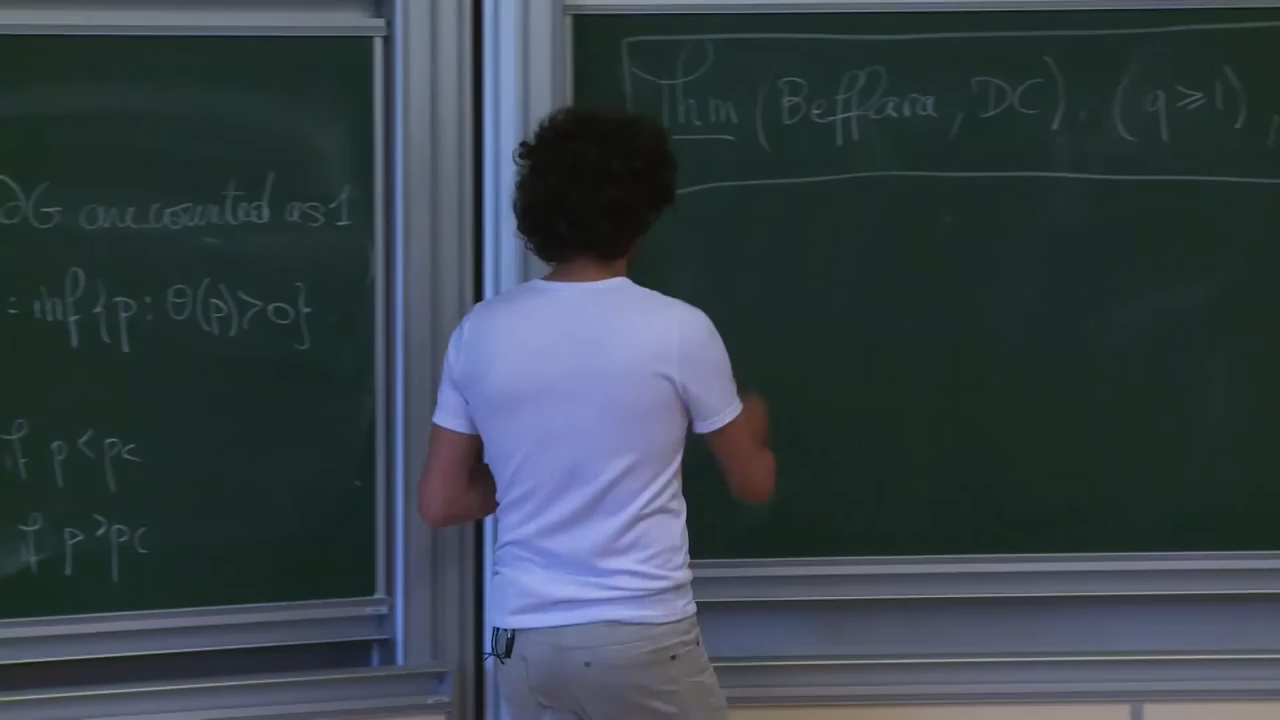 ∂G are counted as 1
= inf{p : θ(p)>0}
if p<pc
if p>pc
Thm (Beffara, DC). (q≥1)